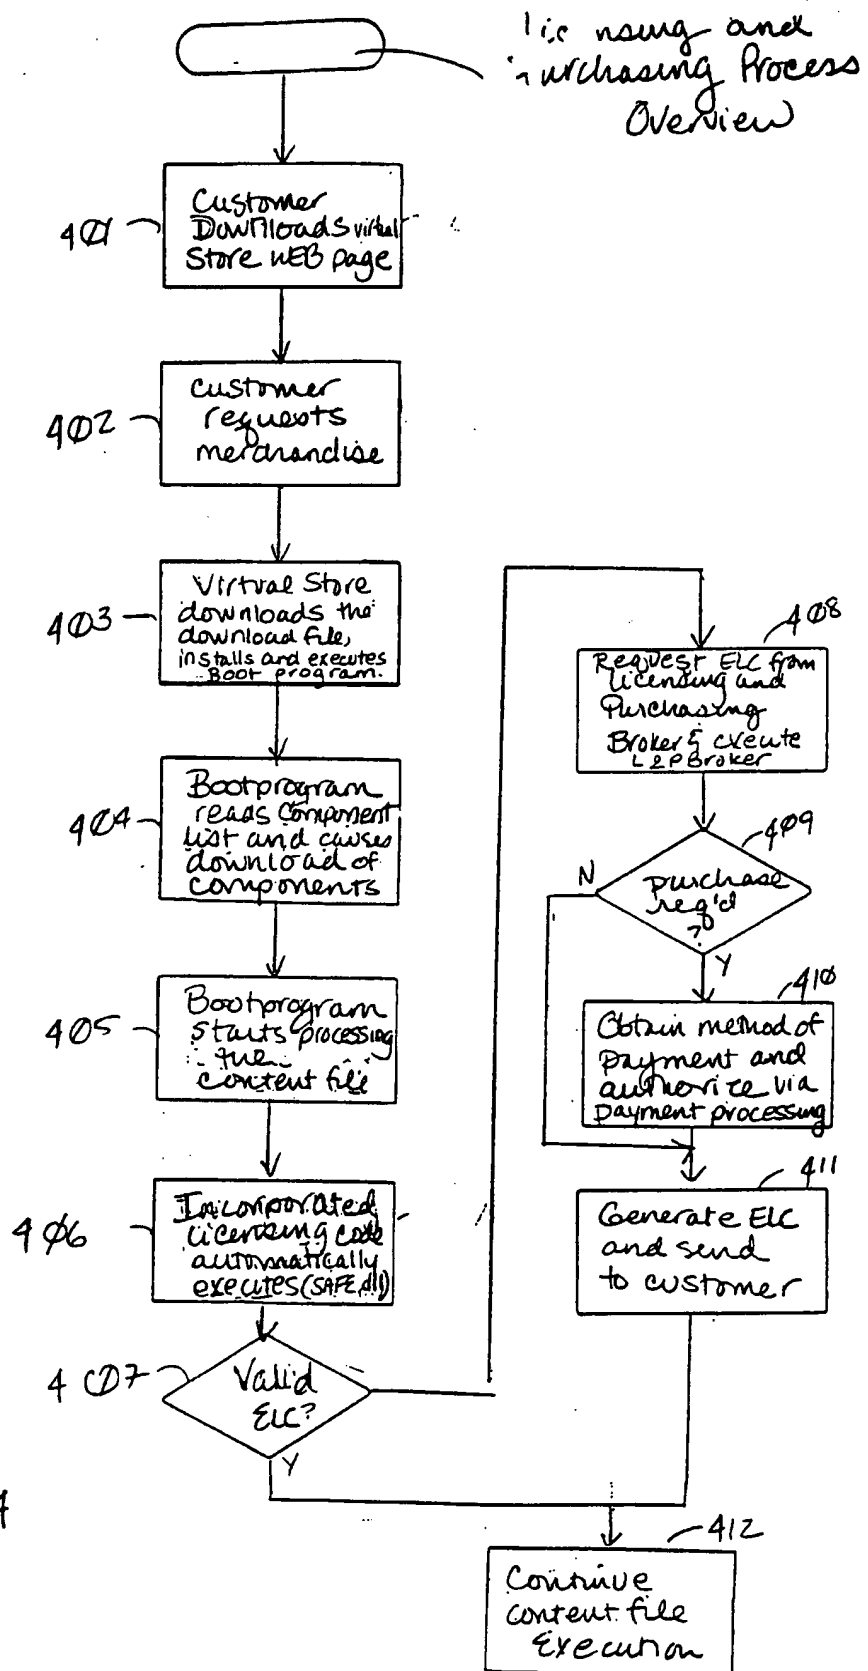 and
Process
Overview
401
Customer
Downloads virtual
Store WEB page
402
customer
requests
merchandise
403
Virtual Store
downloads the
download file,
installs and executes
Boot program.
404
Bootprogram
reads component
list and causes
download of
components
405
Bootprogram
starts processing
the
content file
406
Incorporated
licensing code
automatically
executes (SAFE.dll)
407
Valid
ELC?
Y
408
Request ELC from
licensing and
Purchasing
Broker & execute
L&P Broker
409
N
purchase
req'd
?
Y
410
Obtain method of
payment and
authorize via
payment processing
411
Generate ELC
and send
to customer
4
412
Continue
content file
Execution